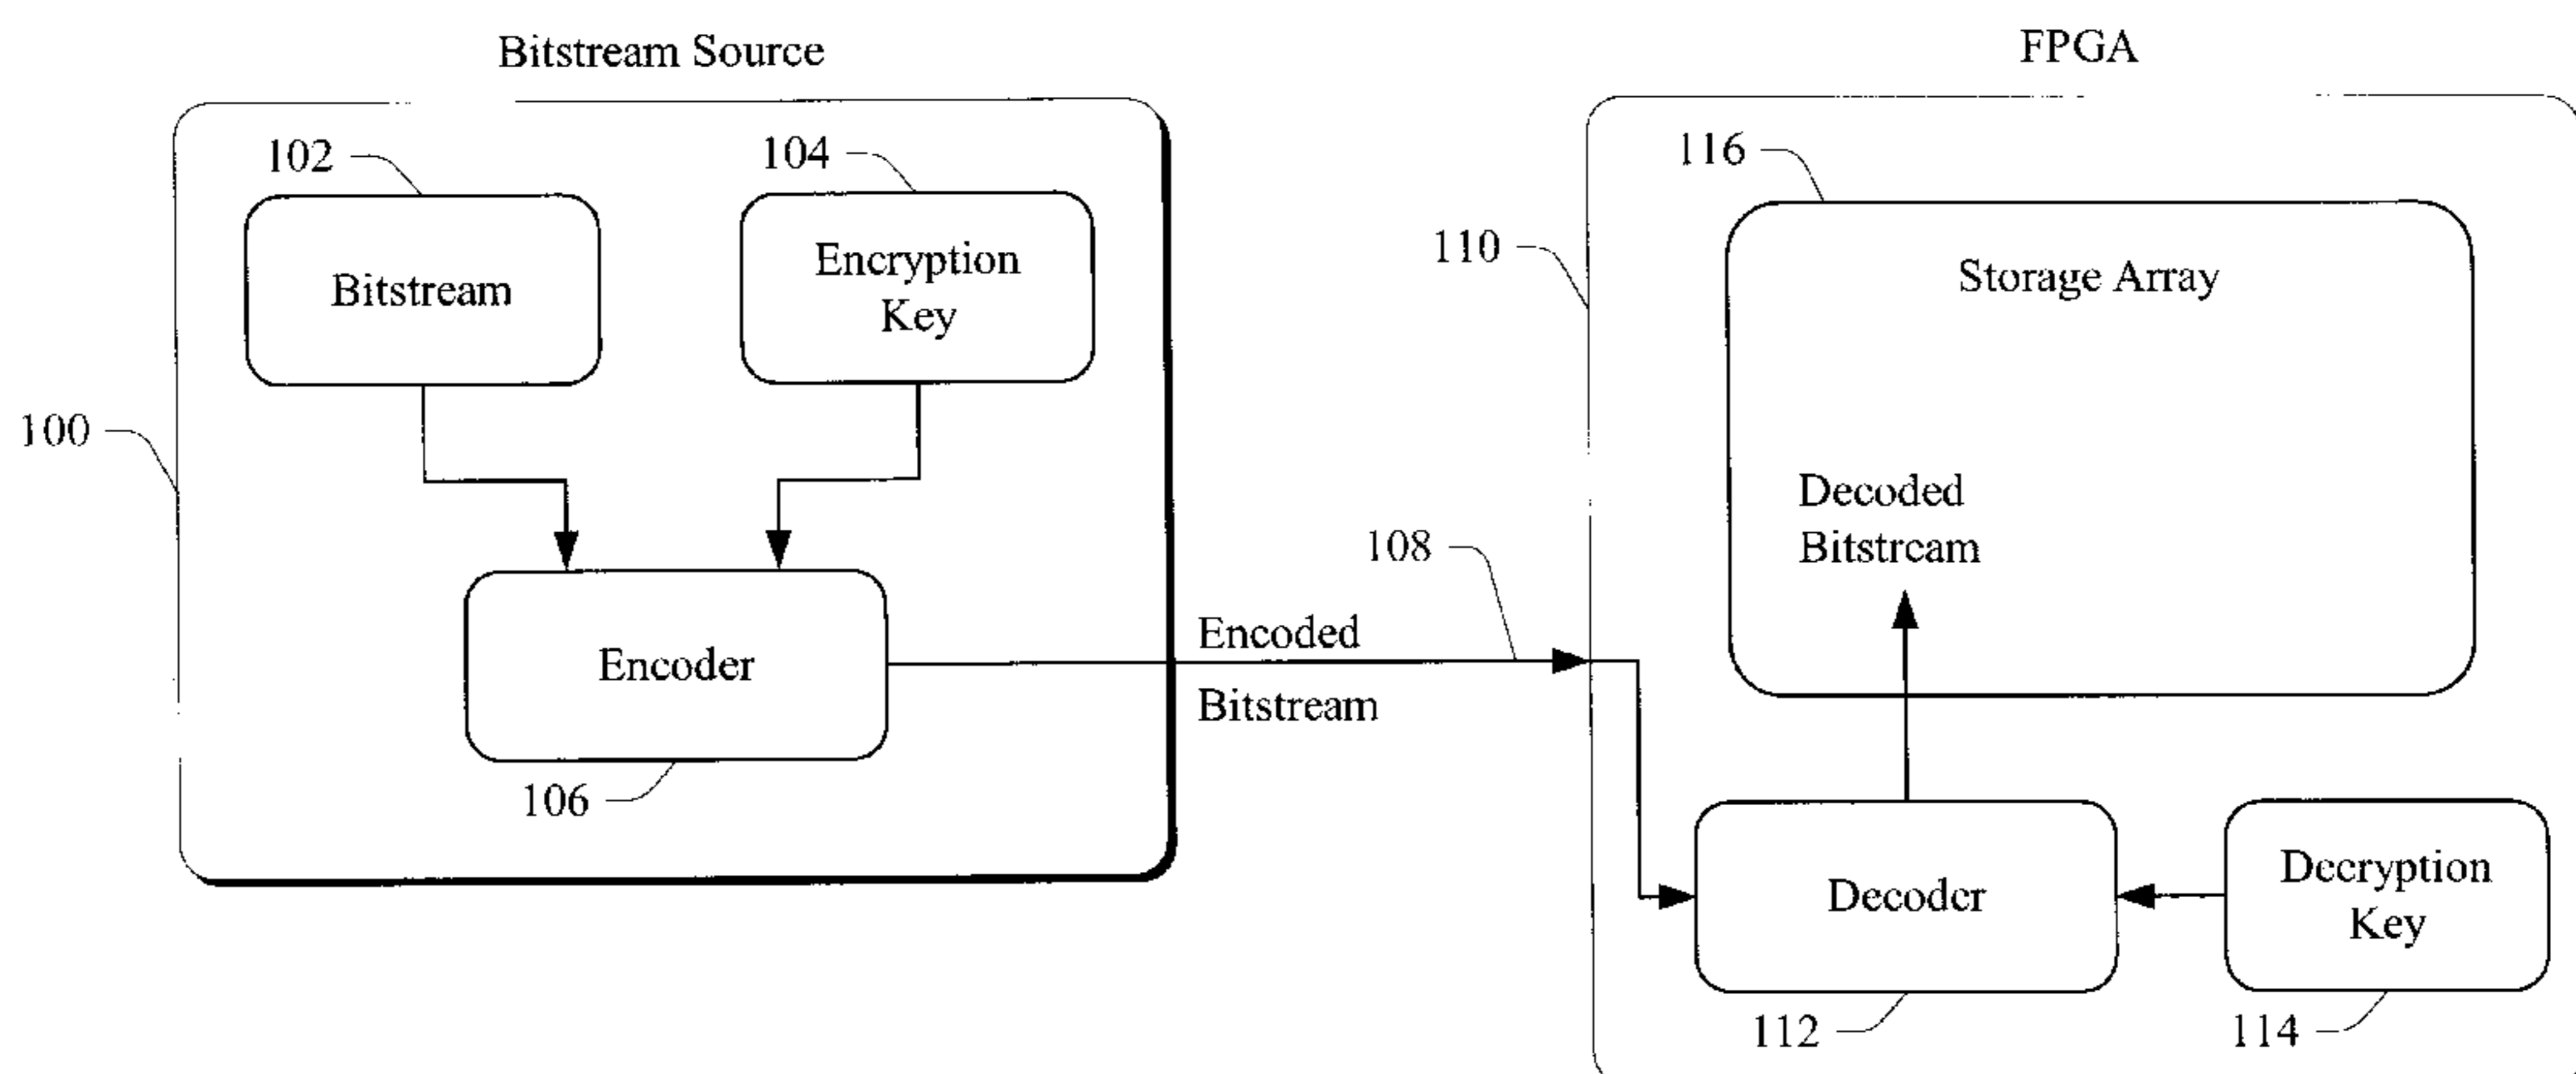 Bitstream Source
102
104
Bitstream
Encryption
Key
100
Encoder
106
108
Encoded
Bitstream
FPGA
116
110
Storage Array
Decoded
Bitstream
Decoder
Decryption
Key
112
114